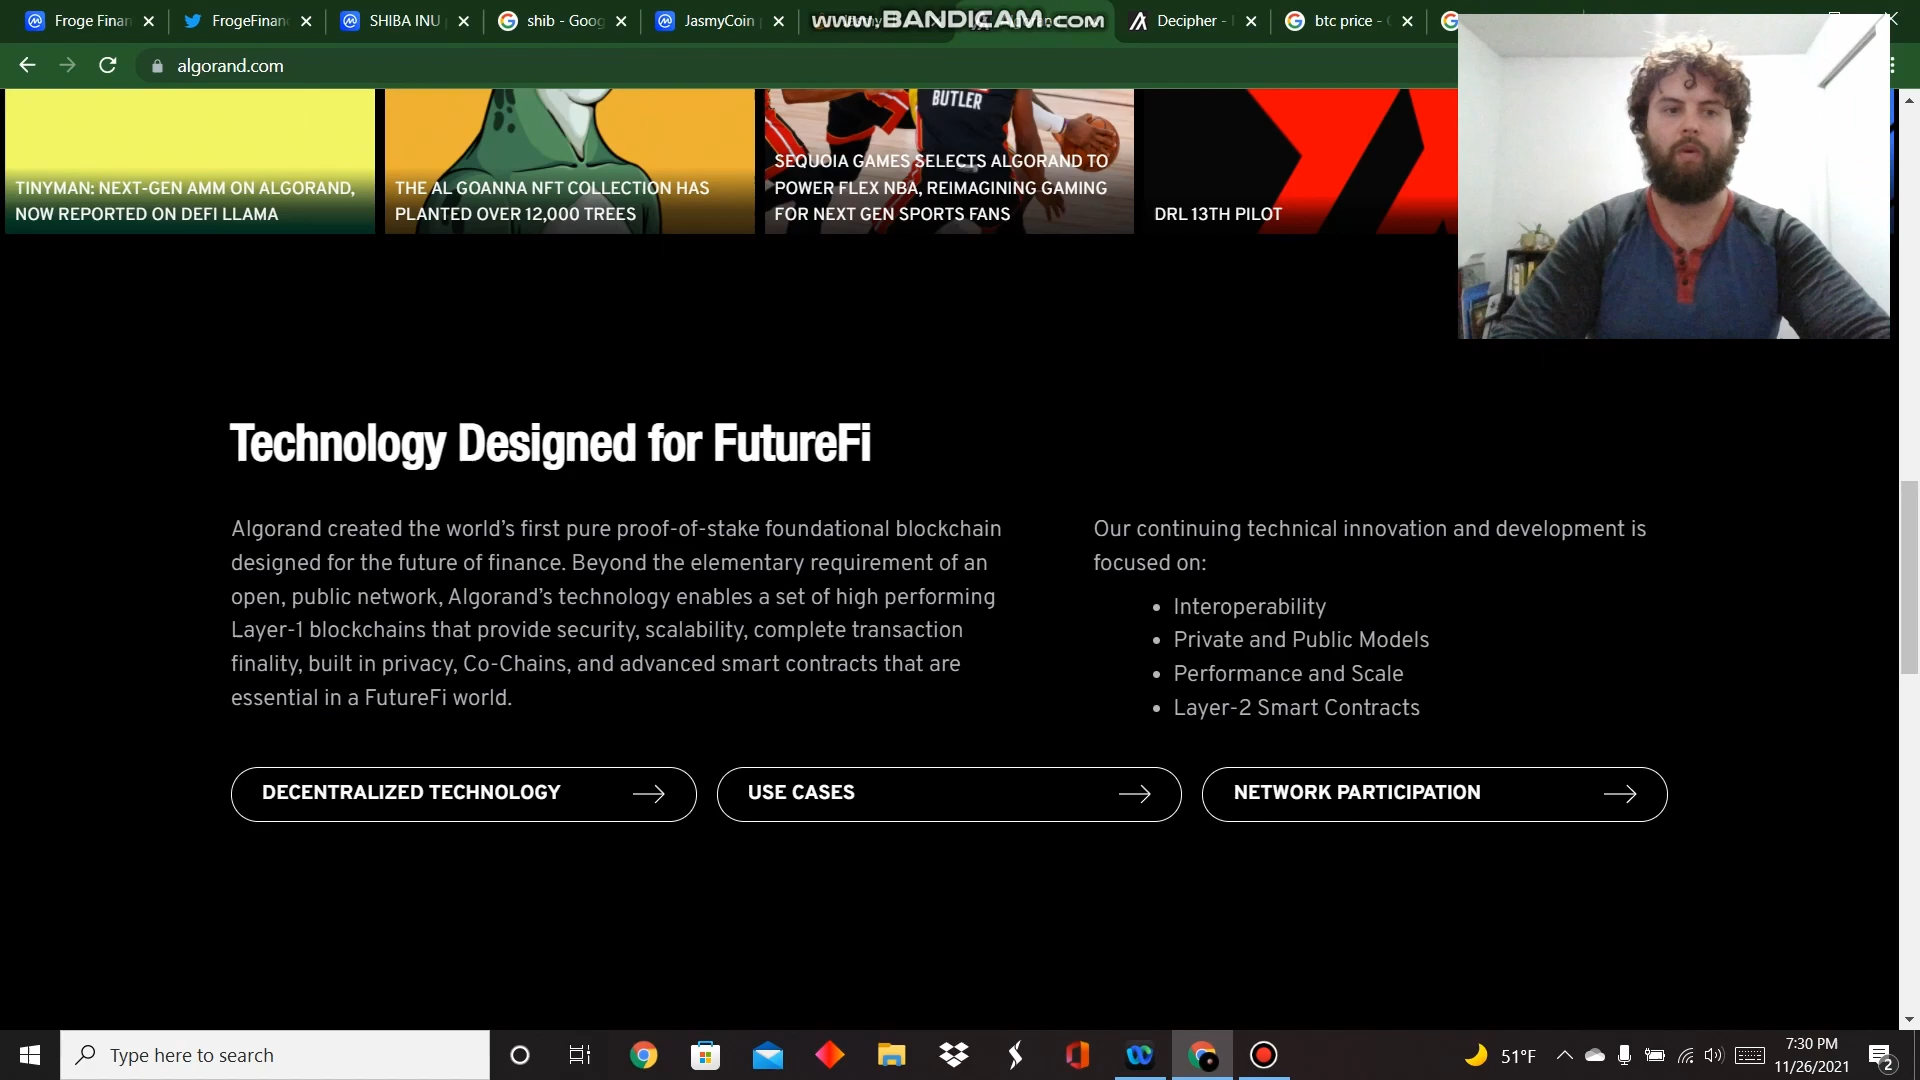 Froge Finan
FrogeFinan
SHIBA INU
shib - Goog
JasmyCoin
www.BANDICAM.com
Decipher -
btc price -
algorand.com
TINYMAN: NEXT-GEN AMM ON ALGORAND,
NOW REPORTED ON DEFI LLAMA
THE AL GOANNA NFT COLLECTION HAS
PLANTED OVER 12,000 TREES
BUTLER
SEQUOIA GAMES SELECTS ALGORAND TO
POWER FLEX NBA, REIMAGINING GAMING
FOR NEXT GEN SPORTS FANS
DRL 13TH PILOT
Technology Designed for FutureFi
Algorand created the world's first pure proof-of-stake foundational blockchain
designed for the future of finance. Beyond the elementary requirement of an
open, public network, Algorand's technology enables a set of high performing
Layer-1 blockchains that provide security, scalability, complete transaction
finality, built in privacy, Co-Chains, and advanced smart contracts that are
essential in a FutureFi world.
Our continuing technical innovation and development is
focused on:
• Interoperability
• Private and Public Models
• Performance and Scale
• Layer-2 Smart Contracts
DECENTRALIZED TECHNOLOGY
USE CASES
NETWORK PARTICIPATION
Type here to search
51°F
7:30 PM
11/26/2021
2